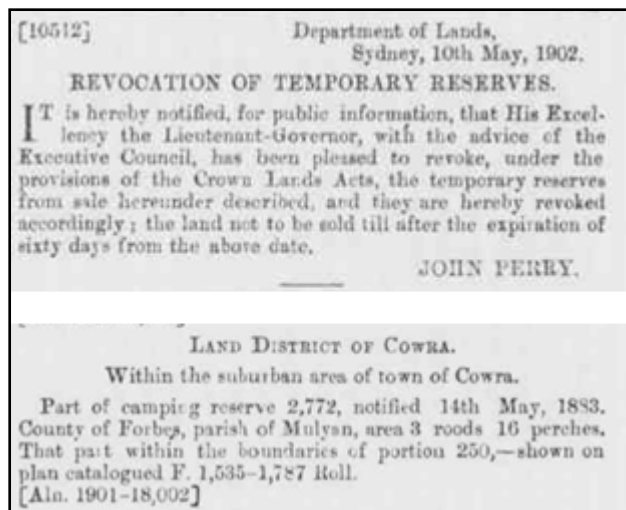 [10512] Department of Lands,
Sydney, 10th May, 1902.
REVOCATION OF TEMPORARY RESERVES.
IT is hereby notified, for public information, that His Excel-
lency the Lieutenant-Governor, with the advice of the
Executive Council, has been pleased to revoke, under the
provisions of the Crown Lands Acts, the temporary reserves
from sale hereunder described, and they are hereby revoked
accordingly; the land not to be sold till after the expiration of
sixty days from the above date.
JOHN PERRY.
LAND DISTRICT OF COWRA.
Within the suburban area of town of Cowra.
Part of camping reserve 2,772, notified 14th May, 1883.
County of Forbes, parish of Mulyan, area 3 roods 16 perches.
That part within the boundaries of portion 250,—shown on
plan catalogued F. 1,535-1,787 Roll.
[Aln. 1901-18,002]